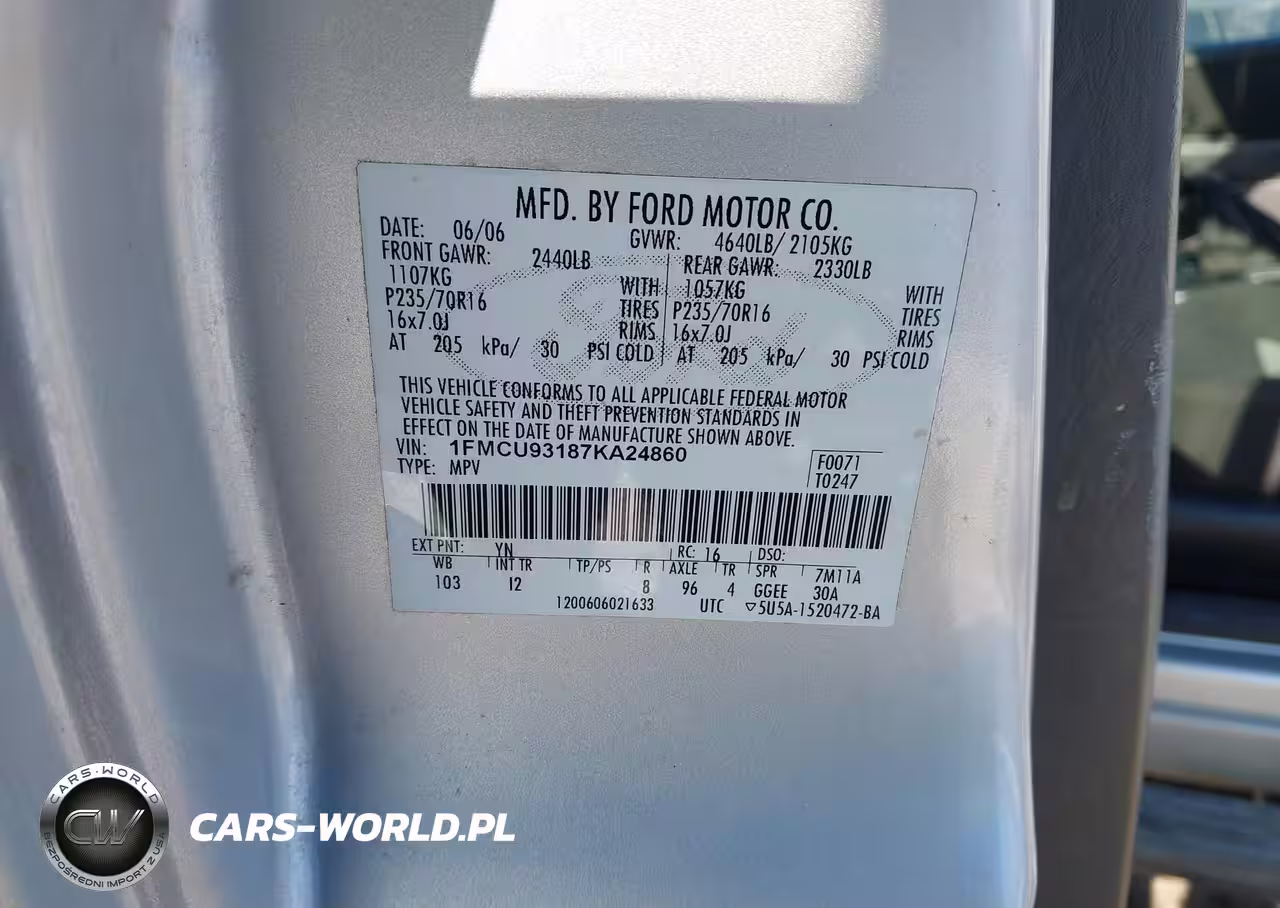 MFD. BY FORD MOTOR CO.
DATE: 06/06 GVWR: 4640LB/ 2105KG
FRONT GAWR: 2440LB REAR GAWR: 2330LB
1107KG WITH 1057KG WITH
P235/70R16 TIRES P235/70R16 TIRES
16x7.0J RIMS 16x7.0J RIMS
AT 205 kPa/ 30 PSI COLD AT 205 kPa/ 30 PSI COLD
THIS VEHICLE CONFORMS TO ALL APPLICABLE FEDERAL MOTOR
VEHICLE SAFETY AND THEFT PREVENTION STANDARDS IN
EFFECT ON THE DATE OF MANUFACTURE SHOWN ABOVE.
VIN: 1FMCU93187KA24860
TYPE: MPV
F0071
T0247
EXT PNT: YN RC: 16 DSO:
WB INT TR TP/PS R AXLE TR SPR 7M11A
103 I2 8 96 4 GGEE 30A
1200606021633 UTC ▽5U5A-1520472-BA
CARS-WORLD
CW
BEZPOŚREDNI IMPORT Z USA
CARS-WORLD.PL